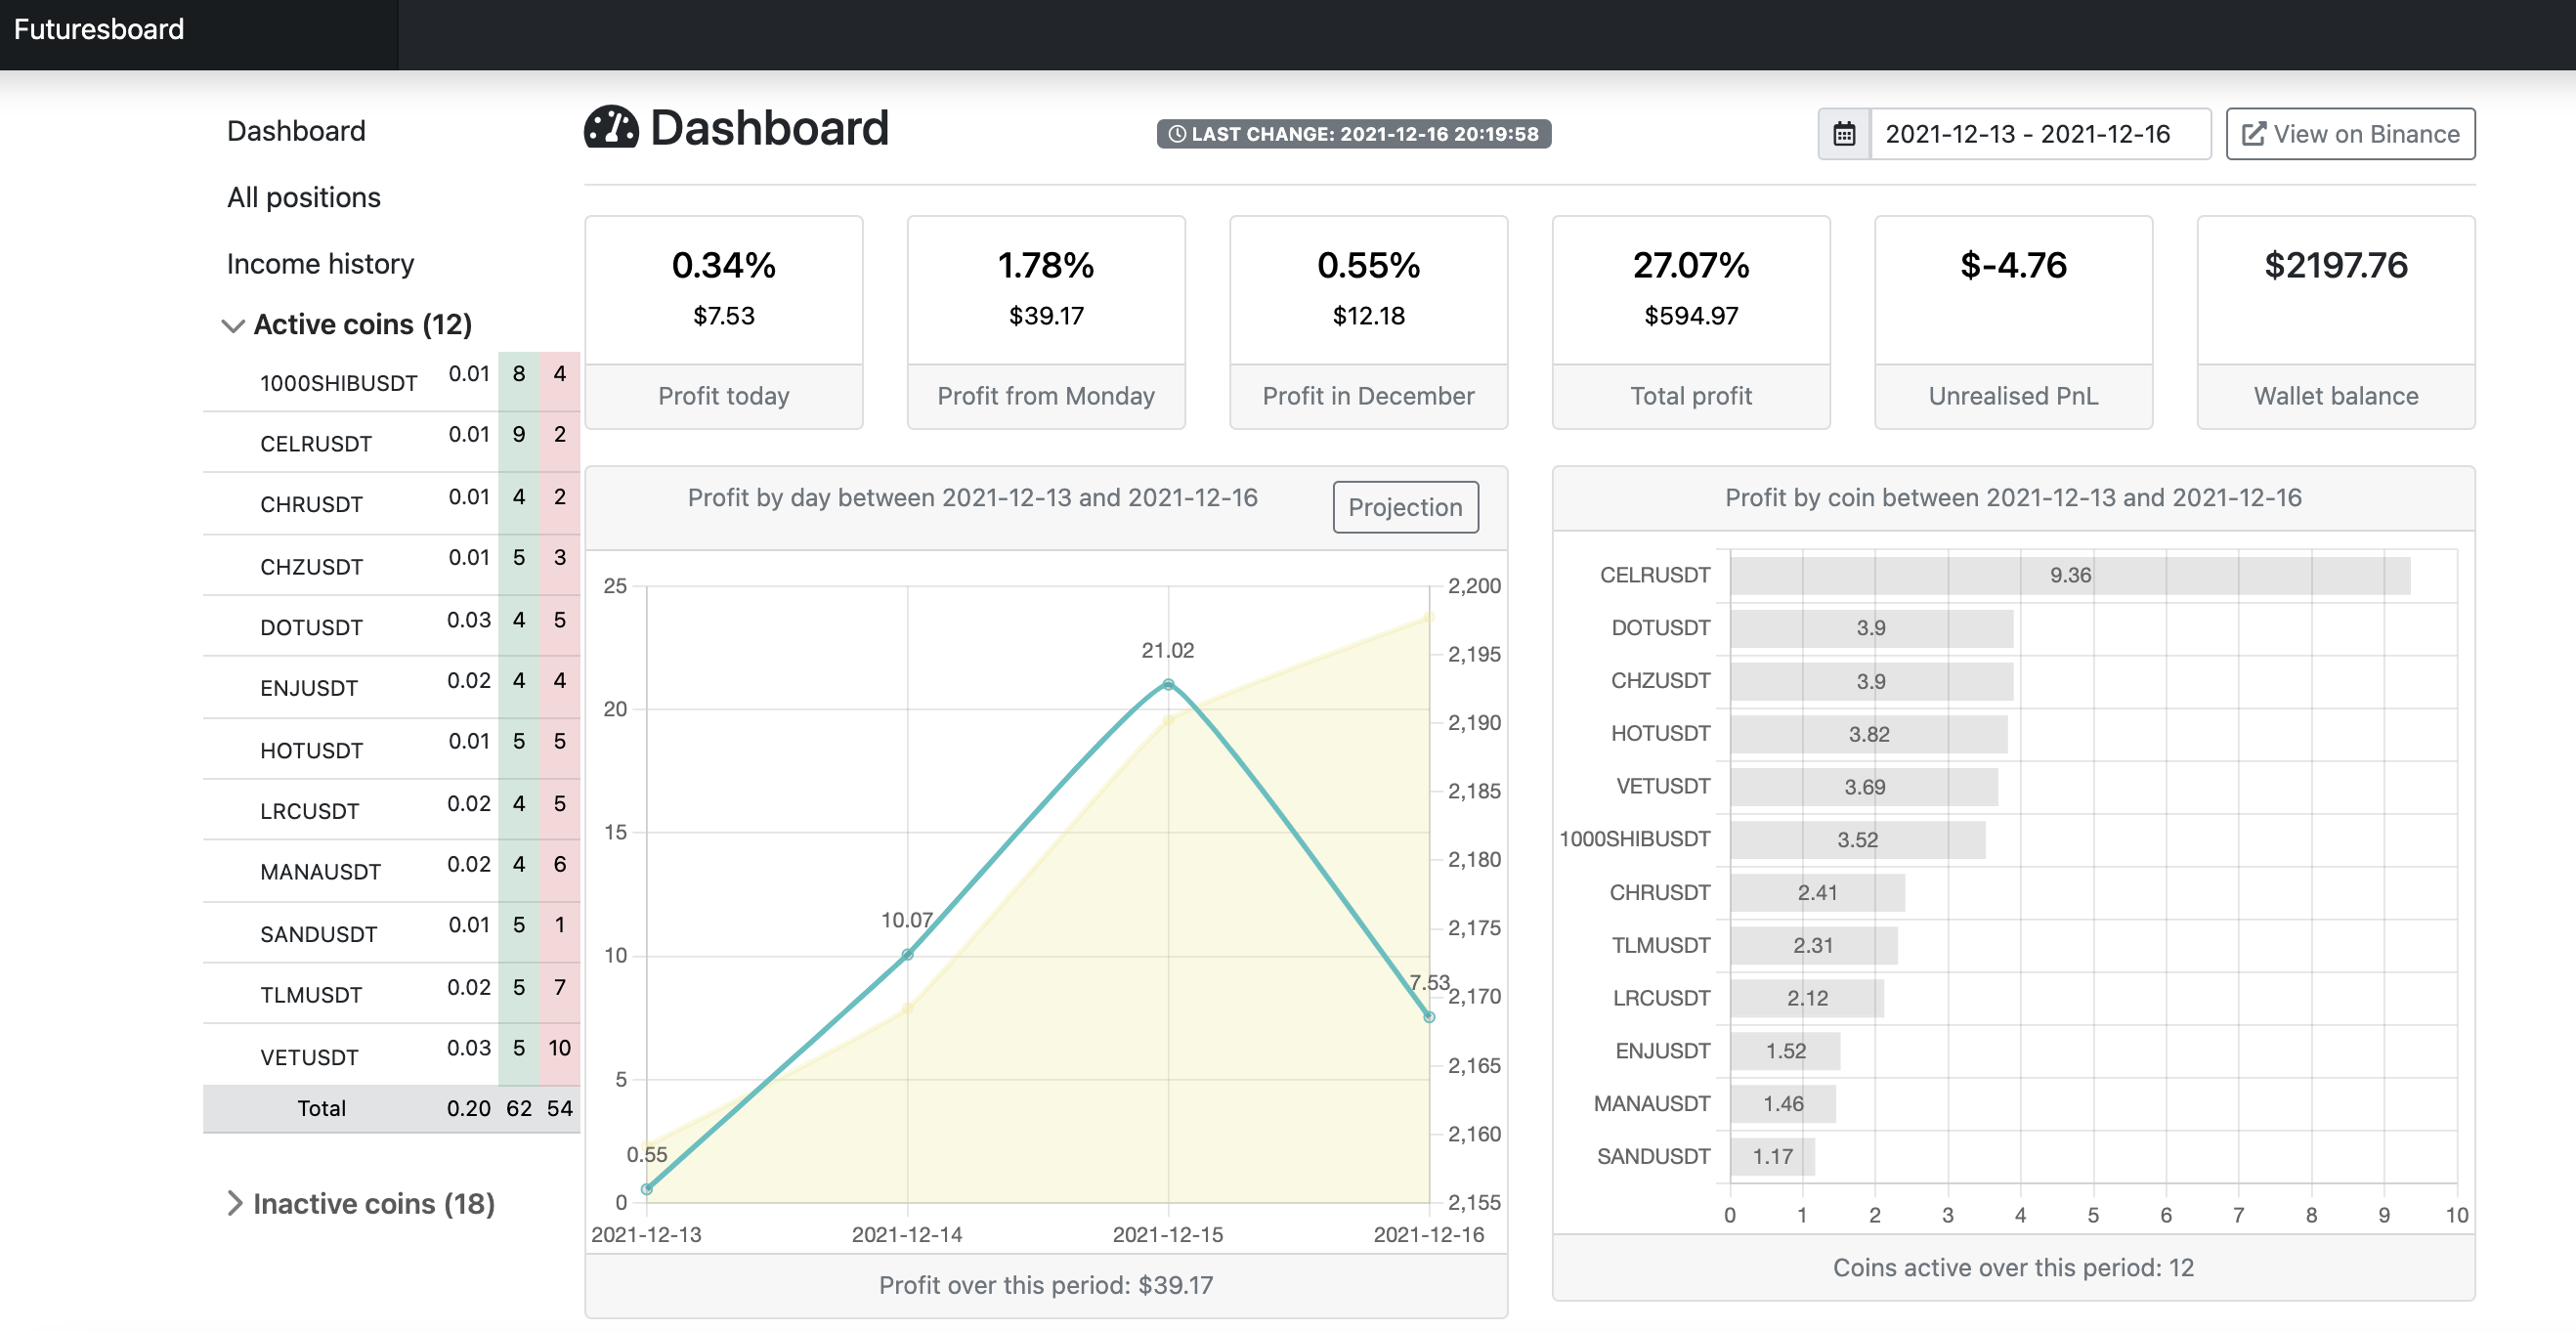 Futuresboard
Dashboard
All positions
Income history
Active coins (12)
1000SHIBUSDT 0.01 8 4
CELRUSDT 0.01 9 2
CHRUSDT 0.01 4 2
CHZUSDT 0.01 5 3
DOTUSDT 0.03 4 5
ENJUSDT 0.02 4 4
HOTUSDT 0.01 5 5
LRCUSDT 0.02 4 5
MANAUSDT 0.02 4 6
SANDUSDT 0.01 5 1
TLMUSDT 0.02 5 7
VETUSDT 0.03 5 10
Total 0.20 62 54
Inactive coins (18)
Dashboard
LAST CHANGE: 2021-12-16 20:19:58
2021-12-13 - 2021-12-16
View on Binance
0.34%
$7.53
Profit today
1.78%
$39.17
Profit from Monday
0.55%
$12.18
Profit in December
27.07%
$594.97
Total profit
$-4.76
Unrealised PnL
$2197.76
Wallet balance
Profit by day between 2021-12-13 and 2021-12-16
Projection
25
20
15
10
5
0
0.55
10.07
21.02
7.53
2,200
2,195
2,190
2,185
2,180
2,175
2,170
2,165
2,160
2,155
2021-12-13 2021-12-14 2021-12-15 2021-12-16
Profit over this period: $39.17
Profit by coin between 2021-12-13 and 2021-12-16
CELRUSDT 9.36
DOTUSDT 3.9
CHZUSDT 3.9
HOTUSDT 3.82
VETUSDT 3.69
1000SHIBUSDT 3.52
CHRUSDT 2.41
TLMUSDT 2.31
LRCUSDT 2.12
ENJUSDT 1.52
MANAUSDT 1.46
SANDUSDT 1.17
0 1 2 3 4 5 6 7 8 9 10
Coins active over this period: 12